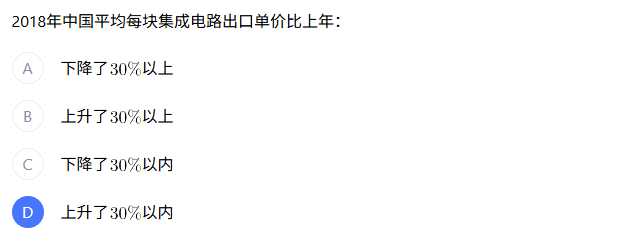 2018年中国平均每块集成电路出口单价比上年：
A 下降了30%以上
B 上升了30%以上
C 下降了30%以内
D 上升了30%以内